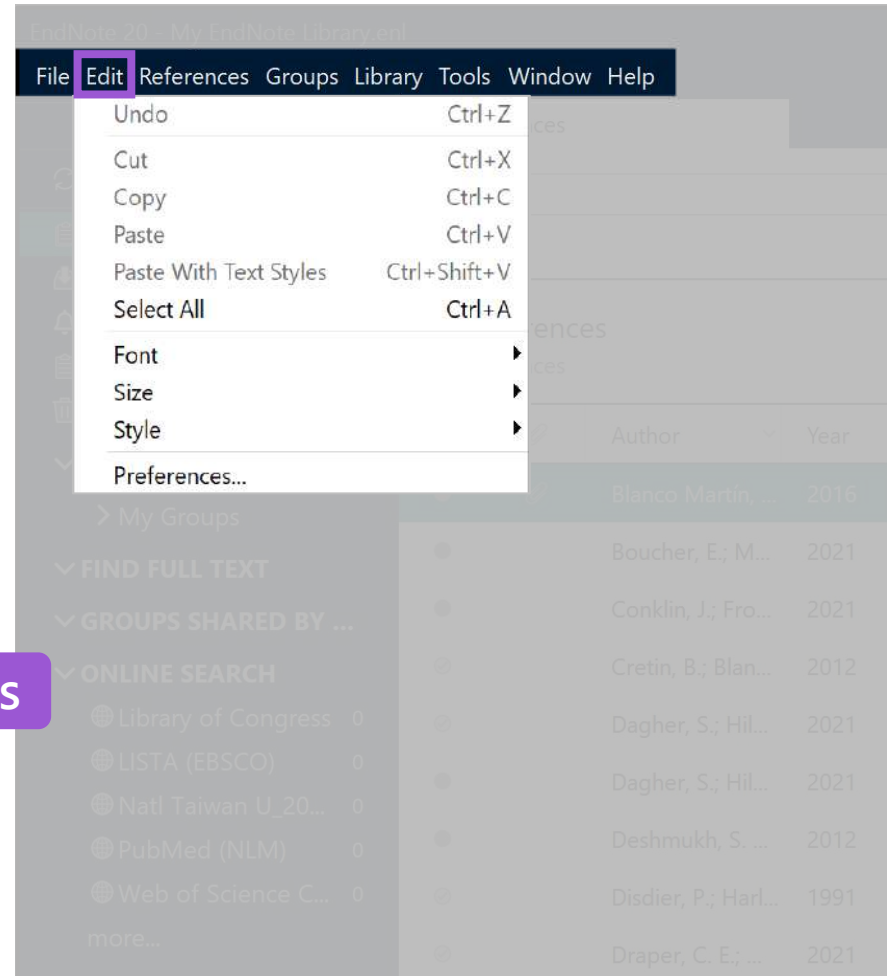 EndNote 20 - My EndNote Library.enl
File Edit References Groups Library Tools Window Help
Undo Ctrl+Z
ces
Cut Ctrl+X
Copy Ctrl+C
Paste Ctrl+V
Paste With Text Styles Ctrl+Shift+V
Select All Ctrl+A
erences
Font
ces
Size
Style
Author Year
Preferences...
Blanco Martín, ... 2016
My Groups
Boucher, E.; M... 2021
FIND FULL TEXT
Conklin, J.; Fro... 2021
GROUPS SHARED BY ...
Cretin, B.; Blan... 2012
ONLINE SEARCH
s
Library of Congress 0
Dagher, S.; Hil... 2021
LISTA (EBSCO) 0
Dagher, S.; Hil... 2021
Natl Taiwan U_20... 0
Deshmukh, S. ... 2012
PubMed (NLM) 0
Web of Science C... 0
Disdier, P.; Harl... 1991
more...
Draper, C. E.; ... 2021